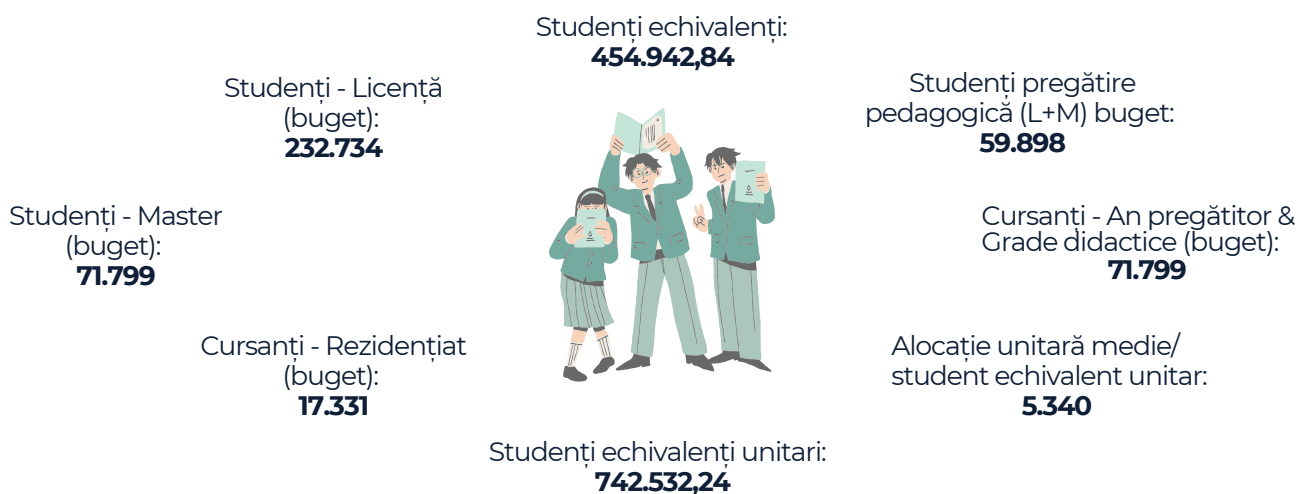 Studenți echivalenți:
454.942,84
Studenți - Licență
(buget):
232.734
Studenți pregătire
pedagogică (L+M) buget:
59.898
Studenți - Master
(buget):
71.799
Cursanți - An pregătitor &
Grade didactice (buget):
71.799
Cursanți - Rezidențiat
(buget):
17.331
Alocație unitară medie/
student echivalent unitar:
5.340
Studenți echivalenți unitari:
742.532,24